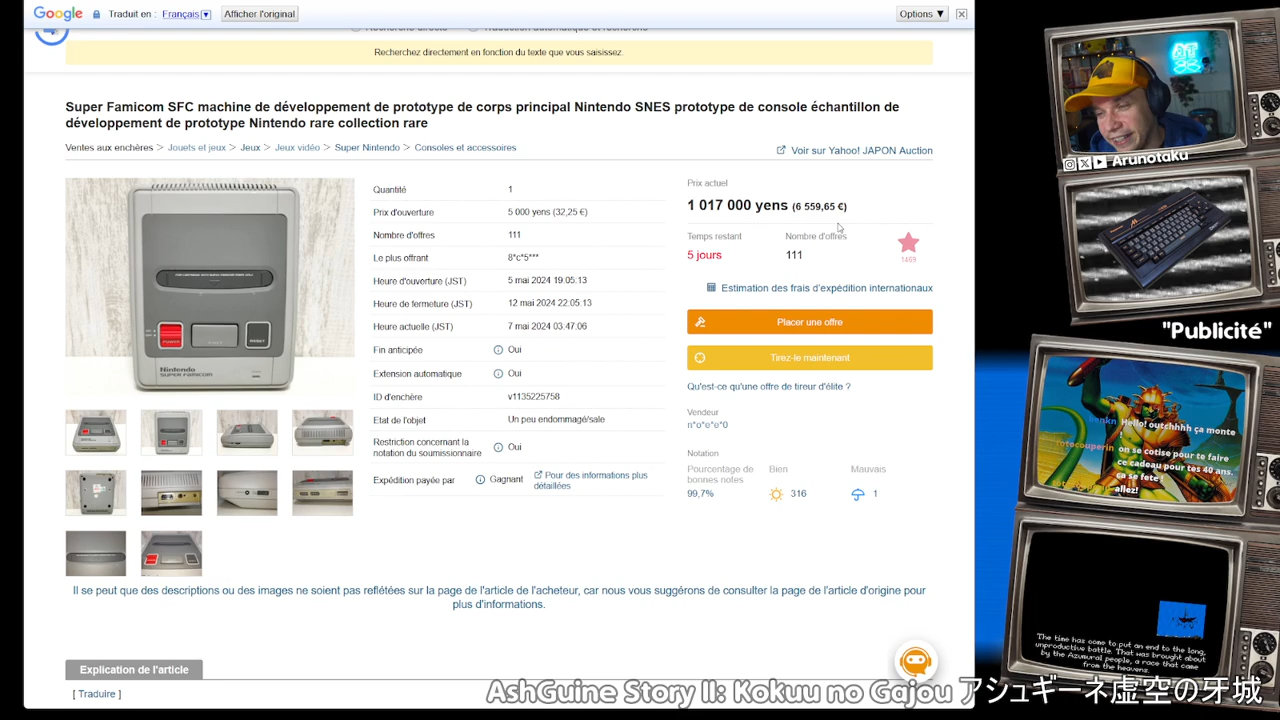 Google Traduit en : Français Afficher l'original Options ▼
Recherchez directement en fonction du texte que vous saisissez.
Super Famicom SFC machine de développement de prototype de corps principal Nintendo SNES prototype de console échantillon de
développement de prototype Nintendo rare collection rare
Ventes aux enchères > Jouets et jeux > Jeux > Jeux vidéo > Super Nintendo > Consoles et accessoires
Voir sur Yahoo! JAPON Auction
Nintendo
SUPER FAMICOM
POWER
RESET
Quantité 1
Prix d'ouverture 5 000 yens (32,25 €)
Nombre d'offres 111
Le plus offrant 8*c*5***
Heure d'ouverture (JST) 5 mai 2024 19.05:13
Heure de fermeture (JST) 12 mai 2024 22.05:13
Heure actuelle (JST) 7 mai 2024 03.47.06
Fin anticipée Oui
Extension automatique Oui
ID d'enchère v1135225758
Etat de l'objet Un peu endommagé/sale
Restriction concernant la
notation du soumissionnaire Oui
Expédition payée par Gagnant Pour des informations plus
détaillées
Prix actuel
1 017 000 yens (6 559,65 €)
Temps restant Nombre d'offres
5 jours 111 1469
Estimation des frais d'expédition internationaux
Placer une offre
Tirez-le maintenant
Qu'est-ce qu'une offre de tireur d'élite ?
Vendeur
n*o*e*e*0
Notation
Pourcentage de
bonnes notes Bien Mauvais
99,7% 316 1
Il se peut que des descriptions ou des images ne soient pas reflétées sur la page de l'article de l'acheteur, car nous vous suggérons de consulter la page de l'article d'origine pour
plus d'informations.
Explication de l'article
[ Traduire ]
Arunotaku
"Publicité"
Hello! outchhhh ça monte
!
totecouperin on se cotise pour te faire
ce cadeau pour tes 40 ans.
ça se fete !
allez!
The time has come to put an end to the long,
unproductive battle. That was brought about
by the Azumural people, a race that came
from the heavens.
AshGuine Story II: Kokuu no Gajou アシュギーネ虚空の牙城